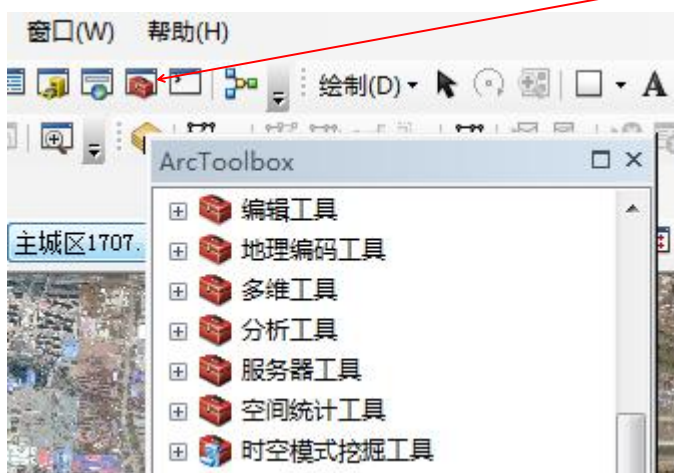 窗口(W) 帮助(H)
绘制(D) A
ArcToolbox
编辑工具
主城区1707.
地理编码工具
多维工具
分析工具
服务器工具
空间统计工具
时空模式挖掘工具